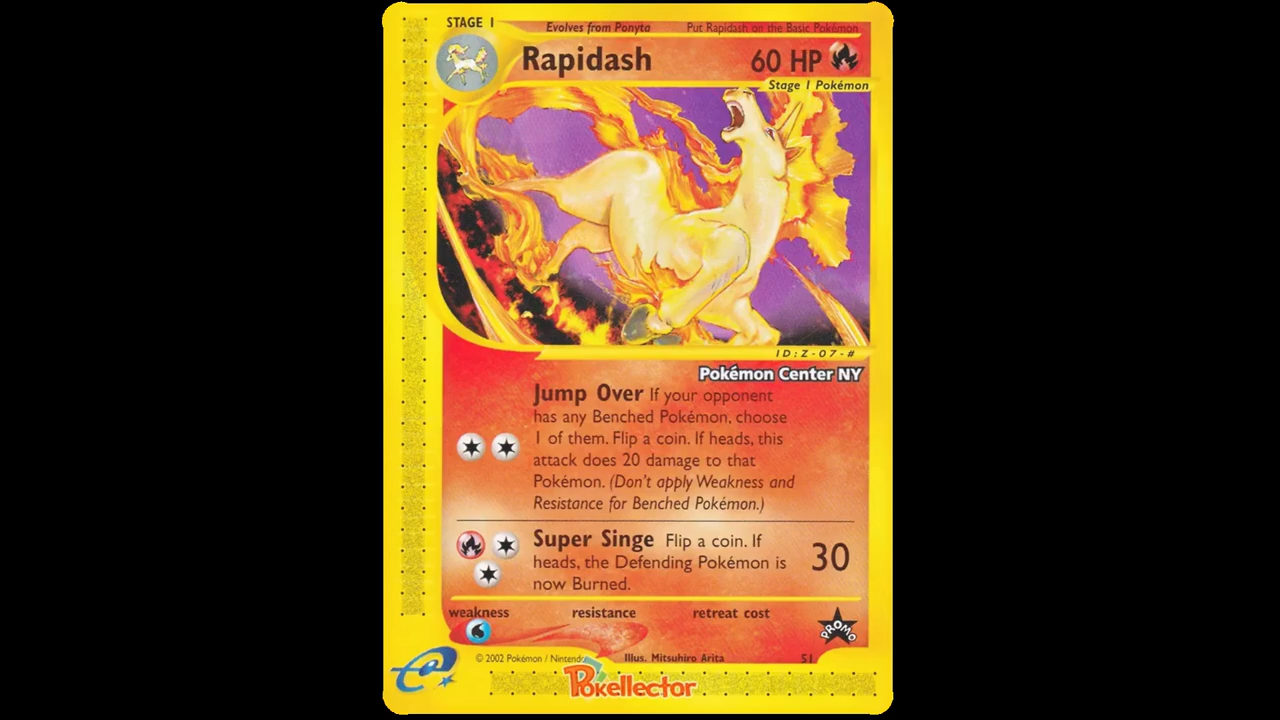 STAGE 1
Evolves from Ponyta
Put Rapidash on the Basic Pokémon
Rapidash
60 HP
Stage 1 Pokémon
ID:Z-07-#
Pokémon Center NY
Jump Over If your opponent
has any Benched Pokémon, choose
1 of them. Flip a coin. If heads, this
attack does 20 damage to that
Pokémon. (Don't apply Weakness and
Resistance for Benched Pokémon.)
Super Singe Flip a coin. If
heads, the Defending Pokémon is
now Burned.
30
weakness
resistance
retreat cost
PROMO
© 2002 Pokémon / Nintendo
Illus. Mitsuhiro Arita
51
e
Pokellector